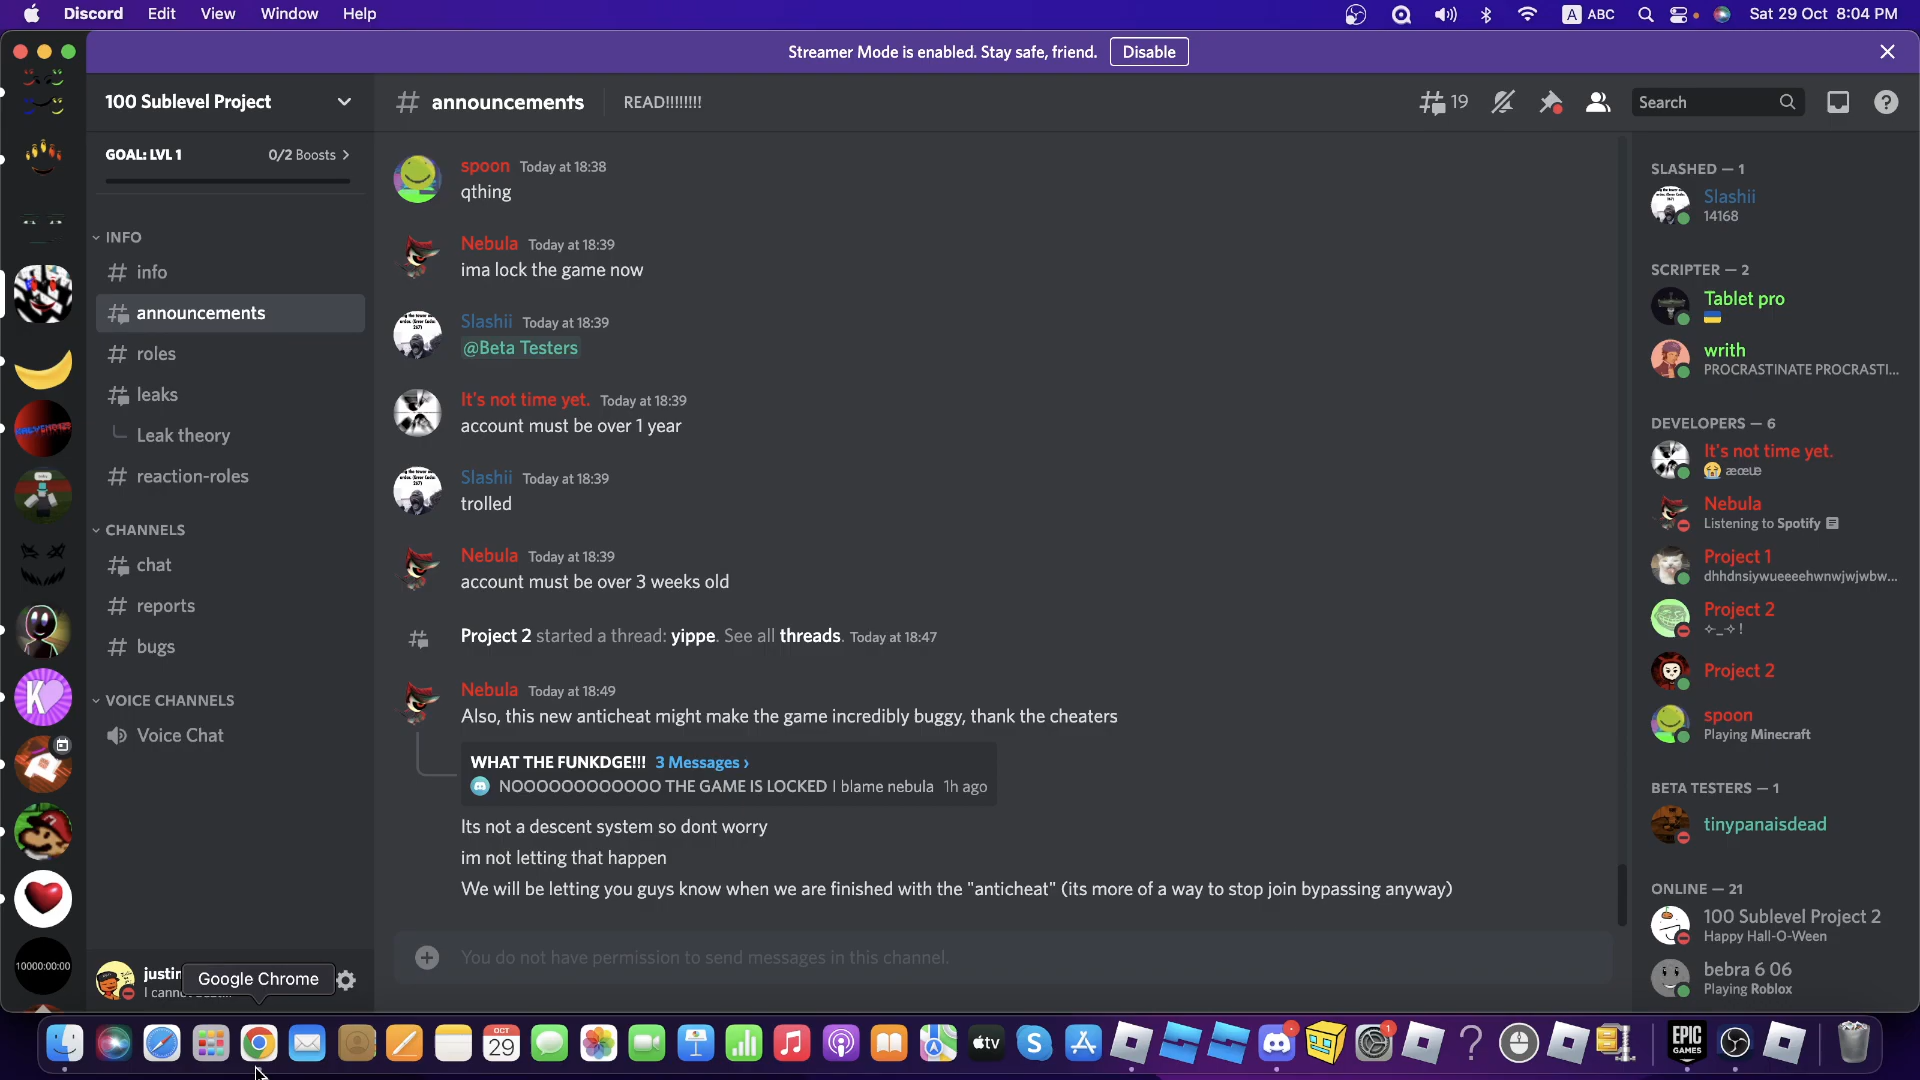 Discord Edit View Window Help
A ABC Sat 29 Oct 8:04 PM
Streamer Mode is enabled. Stay safe, friend. Disable
100 Sublevel Project
GOAL: LVL 1 0/2 Boosts
INFO
info
announcements
roles
leaks
Leak theory
reaction-roles
CHANNELS
chat
reports
bugs
VOICE CHANNELS
Voice Chat
10000:00:00
justin
Google Chrome
announcements READ!!!!!!!!
19 Search
spoon Today at 18:38
qthing
Nebula Today at 18:39
ima lock the game now
Slashii Today at 18:39
@Beta Testers
It's not time yet. Today at 18:39
account must be over 1 year
Slashii Today at 18:39
trolled
Nebula Today at 18:39
account must be over 3 weeks old
Project 2 started a thread: yippe. See all threads. Today at 18:47
Nebula Today at 18:49
Also, this new anticheat might make the game incredibly buggy, thank the cheaters
WHAT THE FUNKDGE!!! 3 Messages ›
NOOOOOOOOOOOO THE GAME IS LOCKED I blame nebula 1h ago
Its not a descent system so dont worry
im not letting that happen
We will be letting you guys know when we are finished with the "anticheat" (its more of a way to stop join bypassing anyway)
You do not have permission to send messages in this channel.
SLASHED — 1
Slashii
14168
SCRIPTER — 2
Tablet pro
writh
PROCRASTINATE PROCRASTI...
DEVELOPERS — 6
It's not time yet.
Nebula
Listening to Spotify
Project 1
dhhdnsiywueeeehwnwjwjwbw...
Project 2
✧_✧ !
Project 2
spoon
Playing Minecraft
BETA TESTERS — 1
tinypanaisdead
ONLINE — 21
100 Sublevel Project 2
Happy Hall-O-Ween
bebra 6 06
Playing Roblox
OCT
29
tv
1
EPIC
GAMES